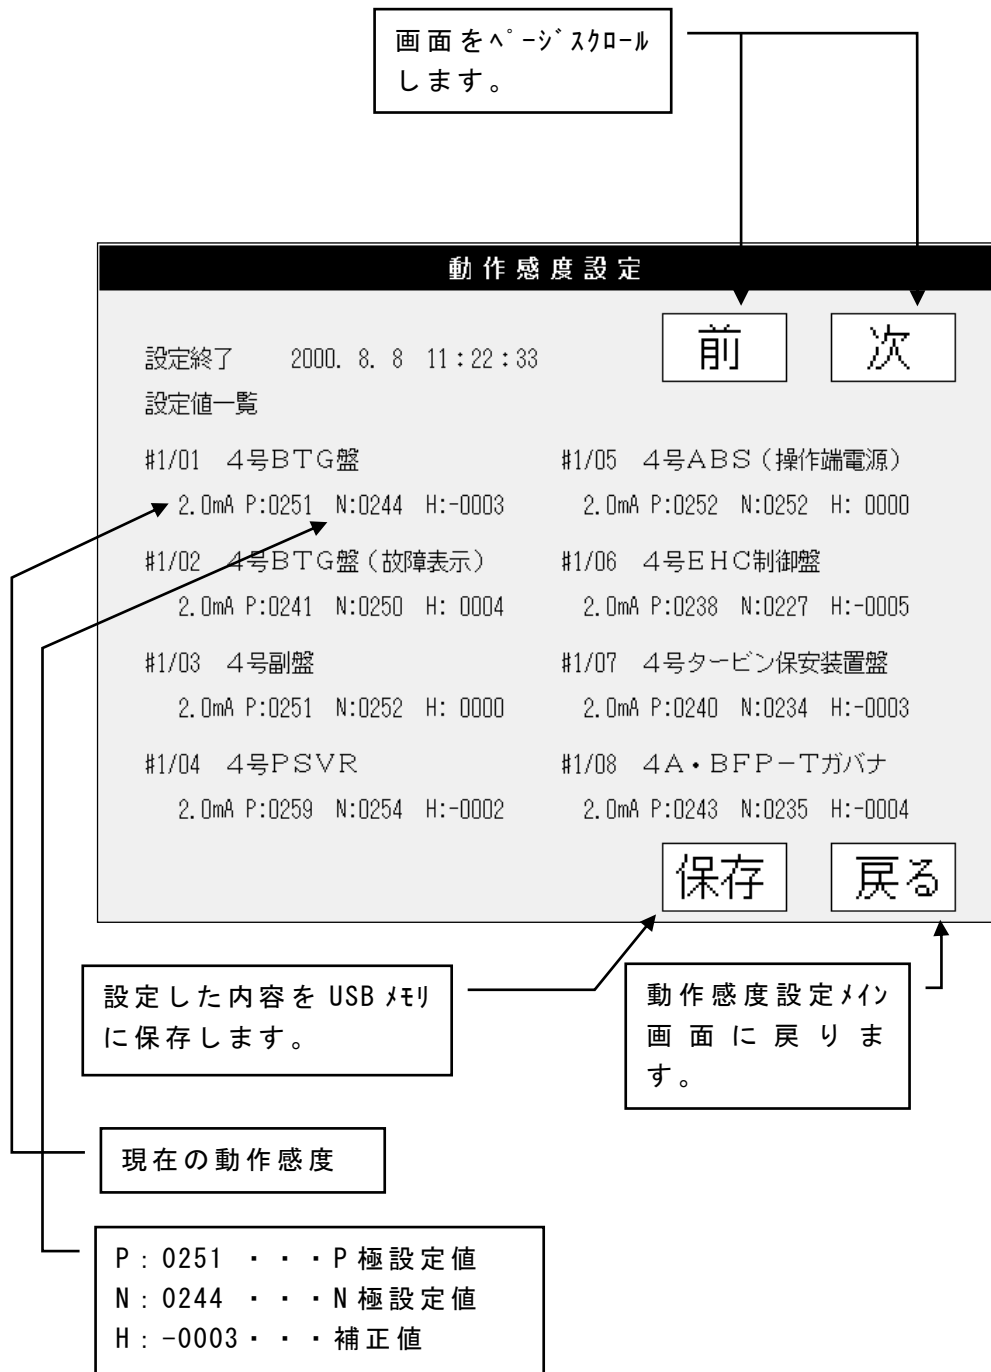 画面をﾍﾟｰｼﾞｽｸﾛｰﾙ
します。
動作感度設定
前 次
設定終了 2000. 8. 8 11:22:33
設定値一覧
#1/01 4号BTG盤 #1/05 4号ABS(操作端電源)
2.0mA P:0251 N:0244 H:-0003 2.0mA P:0252 N:0252 H: 0000
#1/02 4号BTG盤(故障表示) #1/06 4号EHC制御盤
2.0mA P:0241 N:0250 H: 0004 2.0mA P:0238 N:0227 H:-0005
#1/03 4号副盤 #1/07 4号タービン保安装置盤
2.0mA P:0251 N:0252 H: 0000 2.0mA P:0240 N:0234 H:-0003
#1/04 4号PSVR #1/08 4A・BFP-Tガバナ
2.0mA P:0259 N:0254 H:-0002 2.0mA P:0243 N:0235 H:-0004
保存 戻る
設定した内容を USB ﾒﾓﾘ
に保存します。
動作感度設定ﾒｲﾝ
画面に戻りま
す。
現在の動作感度
P:0251 ・・・P極設定値
N:0244 ・・・N極設定値
H:-0003・・・補正値